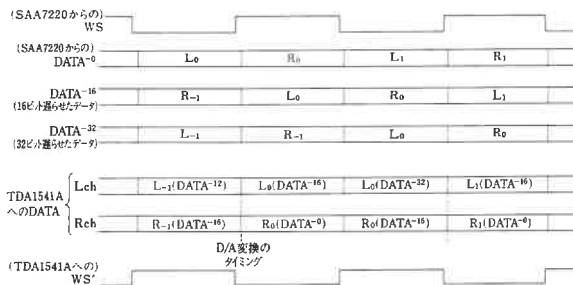 (SAA7220からの)
WS
(SAA7220からの)
DATA⁻⁰ L₀ R₀ L₁ R₁
DATA⁻¹⁶ R₋₁ L₀ R₀ L₁
(16ビット遅らせたデータ)
DATA⁻³² L₋₁ R₋₁ L₀ R₀
(32ビット遅らせたデータ)
TDA1541A
へのDATA
Lch L₋₁(DATA⁻¹²) L₀(DATA⁻¹⁶) L₀(DATA⁻³²) L₁(DATA⁻¹⁶)
Rch R₋₁(DATA⁻¹⁶) R₀(DATA⁻⁰) R₀(DATA⁻¹⁶) R₁(DATA⁻⁰)
D/A変換の
タイミング
(TDA1541Aへの)
WS'